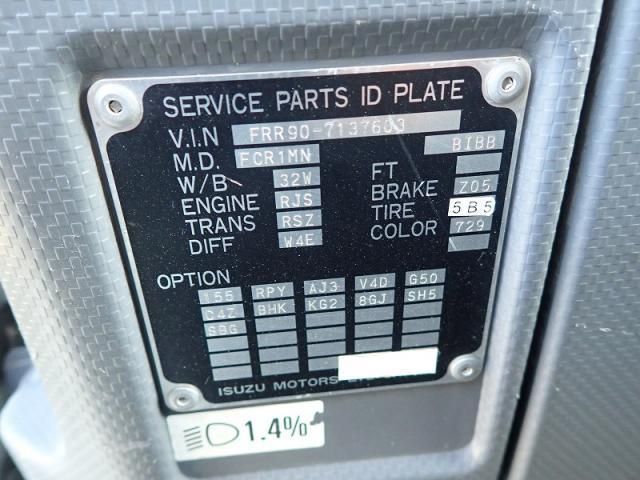 SERVICE PARTS ID PLATE
V.I.N FRR90-7137603
M.D. FCR1MN BIBB
W/B 32W FT
ENGINE RJS BRAKE Z05
TRANS RSZ TIRE 5B5
DIFF W4E COLOR 729
OPTION
155 RPY AJ3 V4D G50
C4Z BHK KG2 8GJ SH5
SBG
ISUZU MOTORS
1.4%